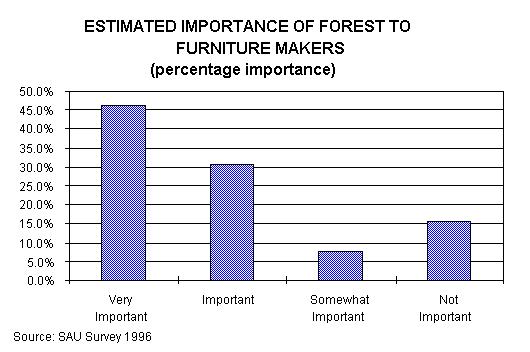 ESTIMATED IMPORTANCE OF FOREST TO
FURNITURE MAKERS
(percentage importance)
50.0%
45.0%
40.0%
35.0%
30.0%
25.0%
20.0%
15.0%
10.0%
5.0%
0.0%
Very
Important
Important
Somewhat
Important
Not
Important
Source: SAU Survey 1996